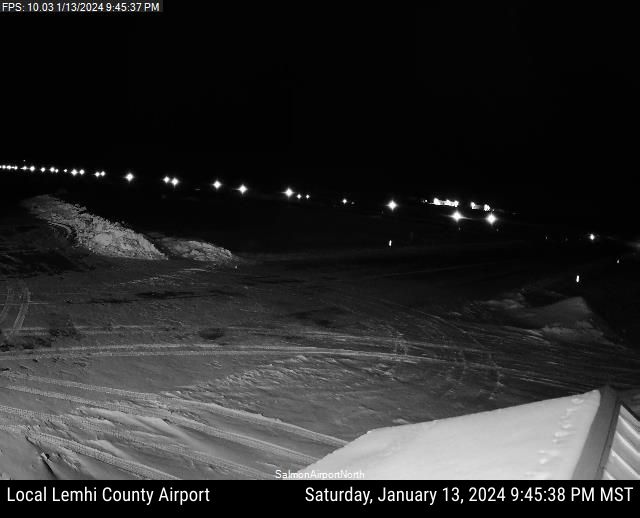 FPS: 10.03 1/13/2024 9:45:37 PM
SalmonAirportNorth
Local Lemhi County Airport Saturday, January 13, 2024 9:45:38 PM MST